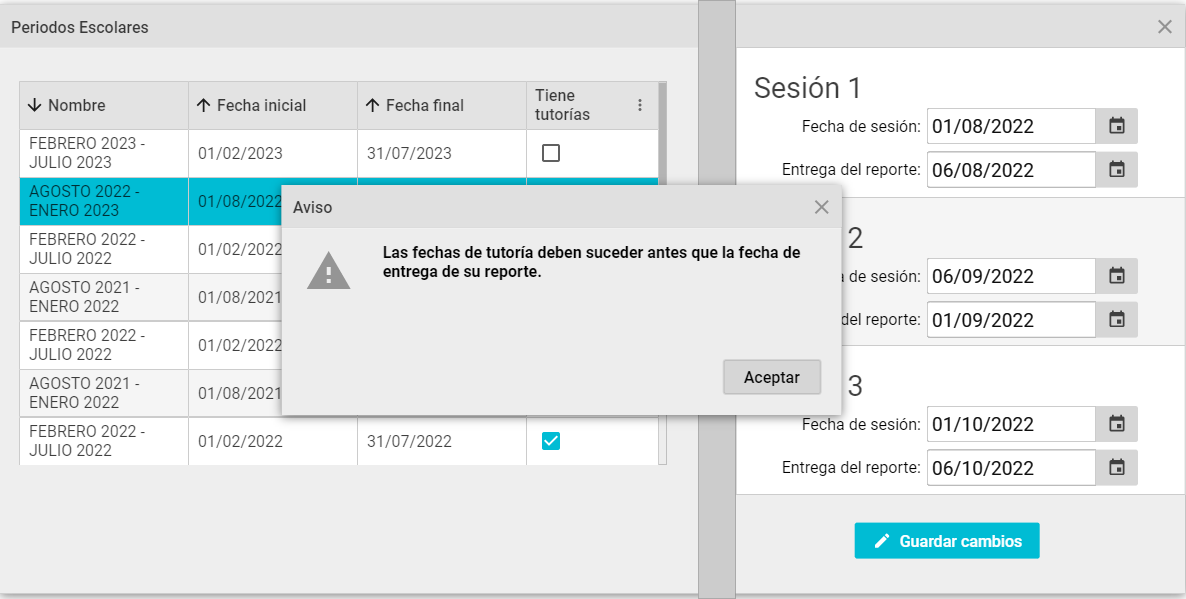 Periodos Escolares
Nombre
Fecha inicial
Fecha final
Tiene
tutorías
FEBRERO 2023 -
JULIO 2023
01/02/2023
31/07/2023
AGOSTO 2022 -
ENERO 2023
01/08/2022
FEBRERO 2022 -
JULIO 2022
01/02/2022
AGOSTO 2021 -
ENERO 2022
01/08/2021
FEBRERO 2022 -
JULIO 2022
01/02/2022
AGOSTO 2021 -
ENERO 2022
01/08/2021
FEBRERO 2022 -
JULIO 2022
01/02/2022
31/07/2022
Aviso
Las fechas de tutoría deben suceder antes que la fecha de
entrega de su reporte.
Aceptar
Sesión 1
Fecha de sesión: 01/08/2022
Entrega del reporte: 06/08/2022
2
de sesión: 06/09/2022
del reporte: 01/09/2022
3
Fecha de sesión: 01/10/2022
Entrega del reporte: 06/10/2022
Guardar cambios